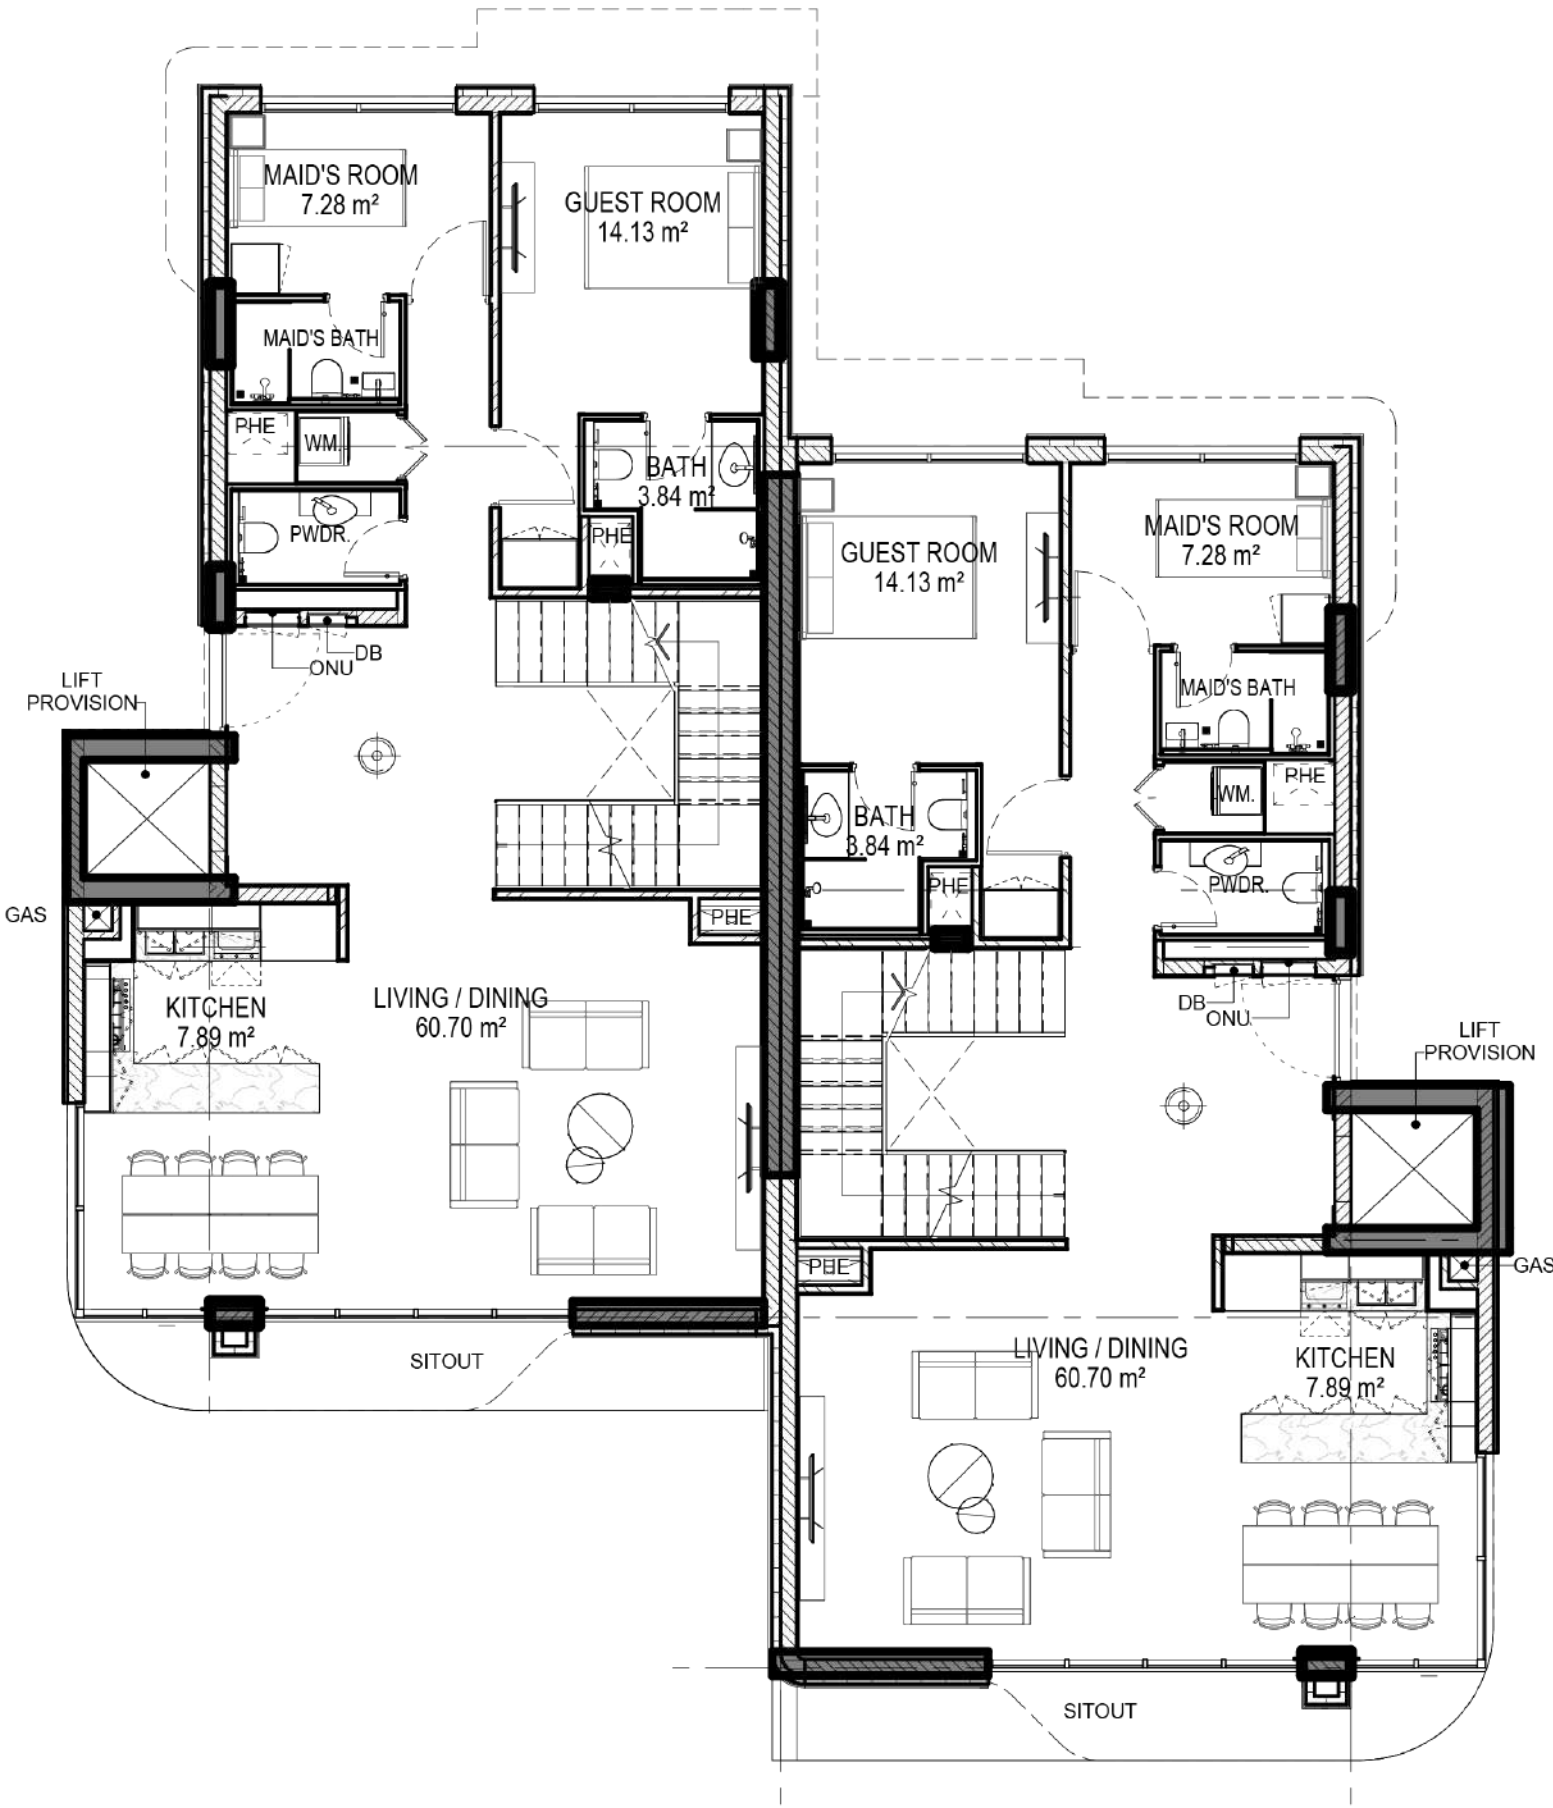 MAID'S ROOM
7.28 m²
GUEST ROOM
14.13 m²
MAID'S BATH
PHE
WM.
BATH
3.84 m²
PWDR.
PHE
DB
ONU
LIFT
PROVISION
GAS
PHE
KITCHEN
7.89 m²
LIVING / DINING
60.70 m²
SITOUT
GUEST ROOM
14.13 m²
MAID'S ROOM
7.28 m²
MAID'S BATH
WM.
PHE
BATH
3.84 m²
PHE
PWDR.
DB
ONU
LIFT
PROVISION
PHE
GAS
LIVING / DINING
60.70 m²
KITCHEN
7.89 m²
SITOUT